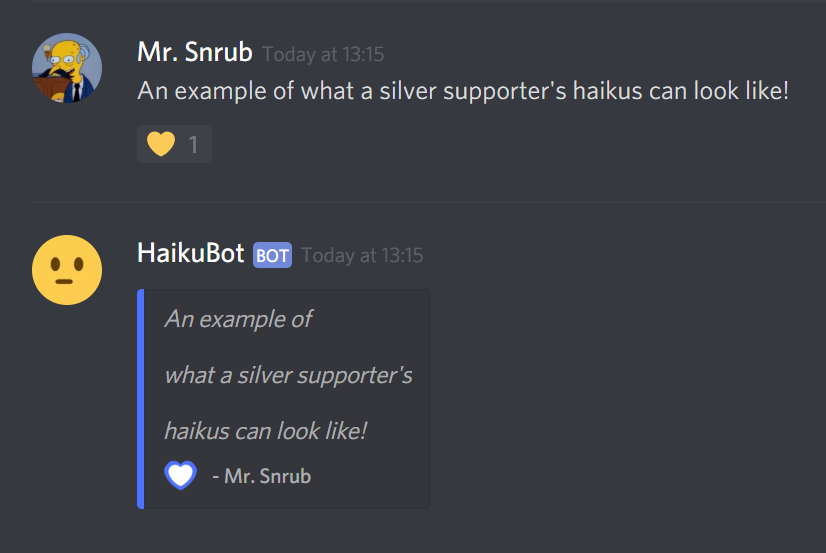 Mr. Snrub Today at 13:15
An example of what a silver supporter's haikus can look like!
1
HaikuBot BOT Today at 13:15
An example of
what a silver supporter's
haikus can look like!
- Mr. Snrub